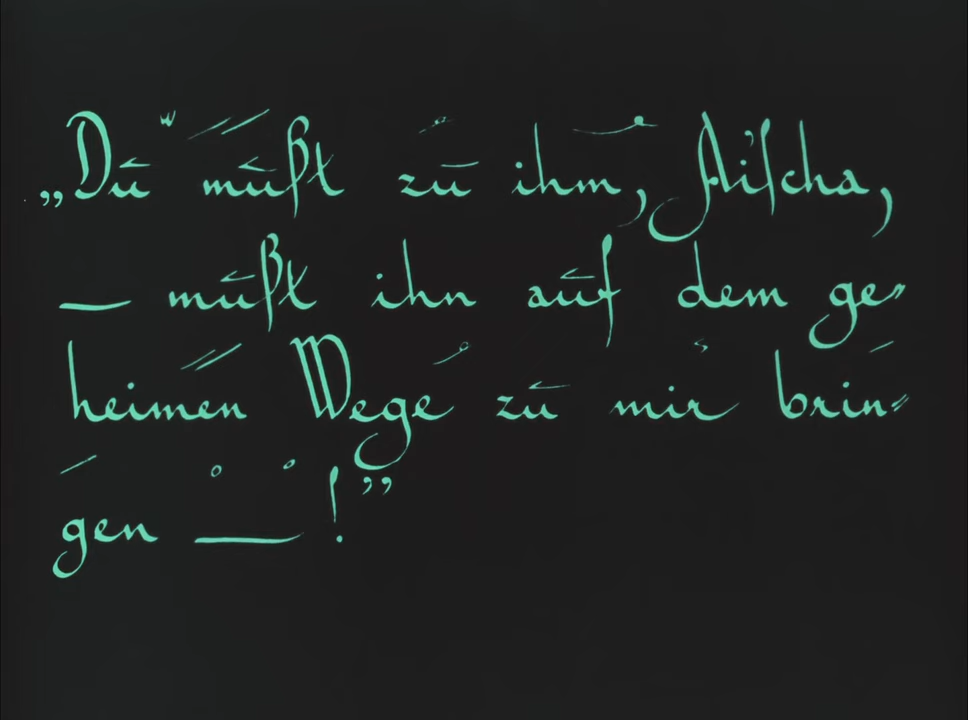 „Du mußt zu ihm, Aiſcha,
— mußt ihn auf dem ge=
heimen Wege zu mir brin=
gen — !”